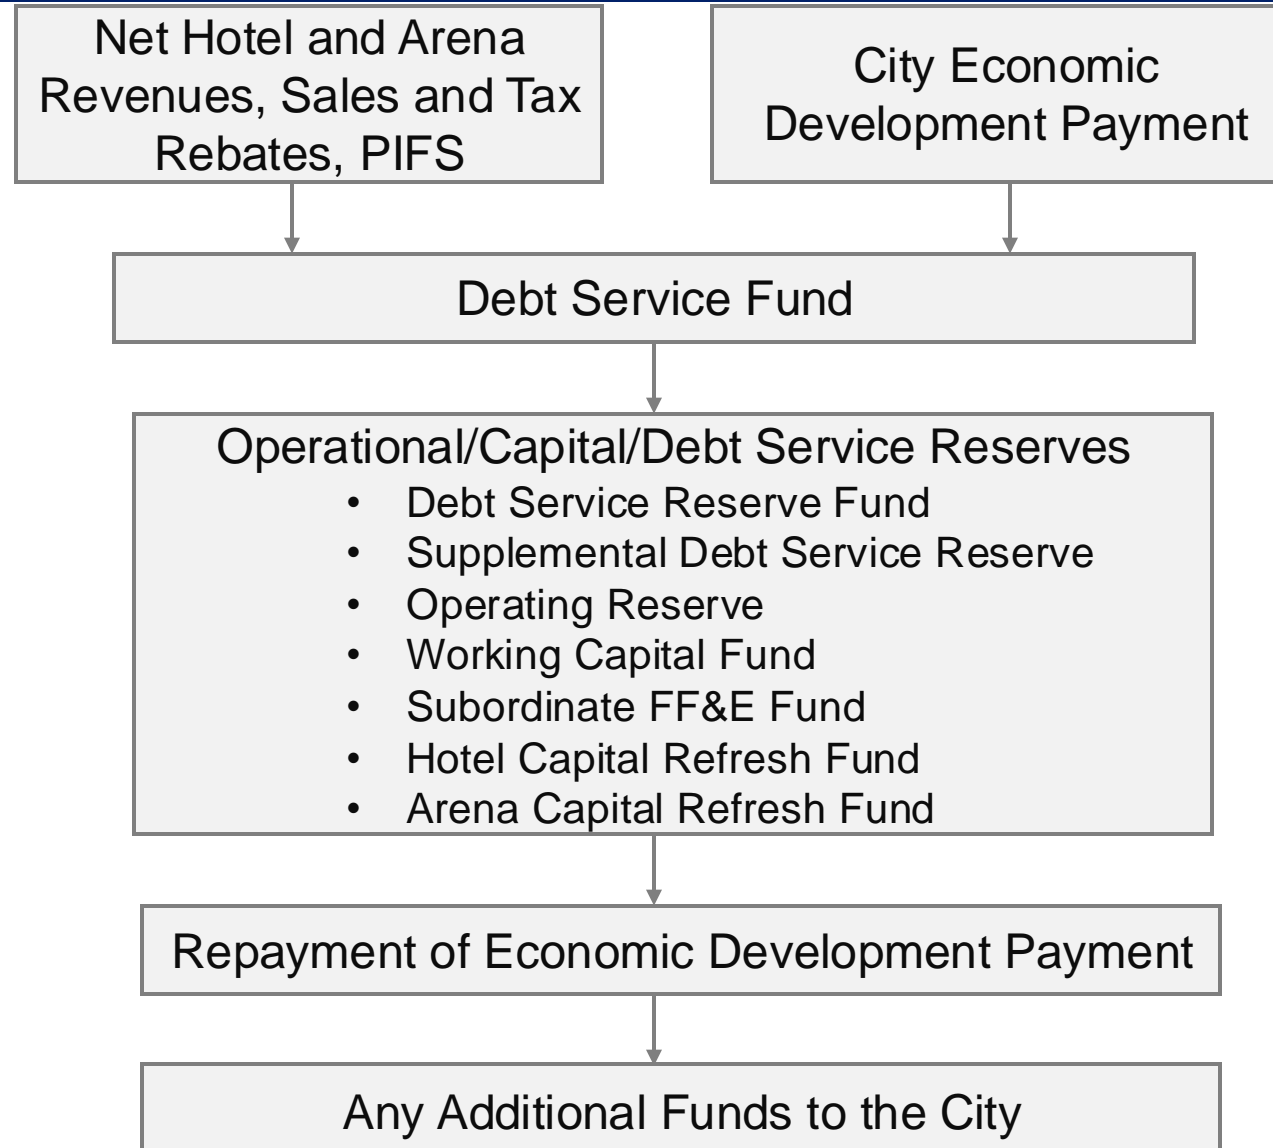 Net Hotel and Arena
Revenues, Sales and Tax
Rebates, PIFS
City Economic
Development Payment
Debt Service Fund
Operational/Capital/Debt Service Reserves
• Debt Service Reserve Fund
• Supplemental Debt Service Reserve
• Operating Reserve
• Working Capital Fund
• Subordinate FF&E Fund
• Hotel Capital Refresh Fund
• Arena Capital Refresh Fund
Repayment of Economic Development Payment
Any Additional Funds to the City